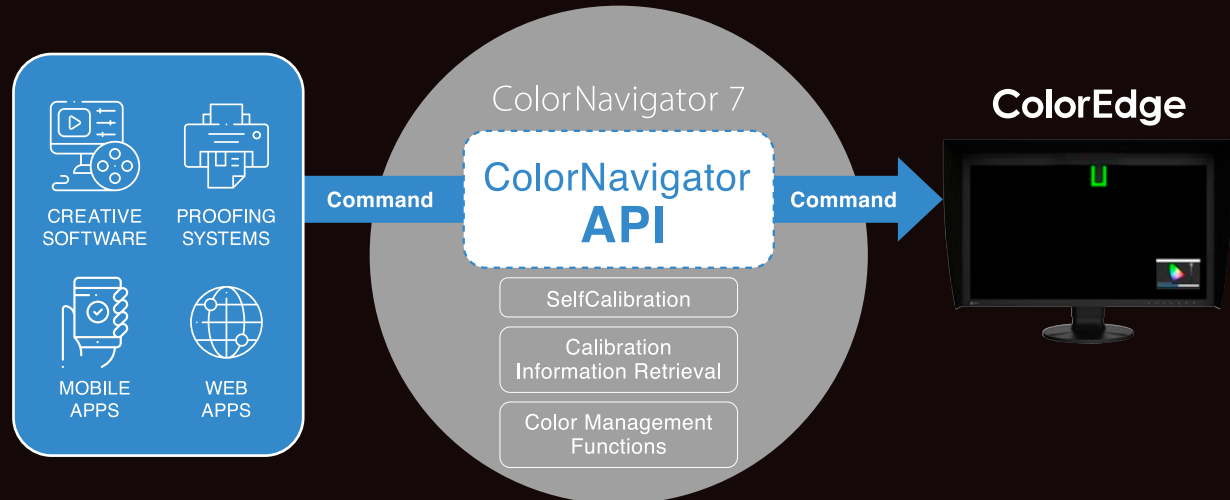 ColorNavigator 7
ColorNavigator
API
Command
Command
CREATIVE
SOFTWARE
PROOFING
SYSTEMS
MOBILE
APPS
WEB
APPS
SelfCalibration
Calibration
Information Retrieval
Color Management
Functions
ColorEdge